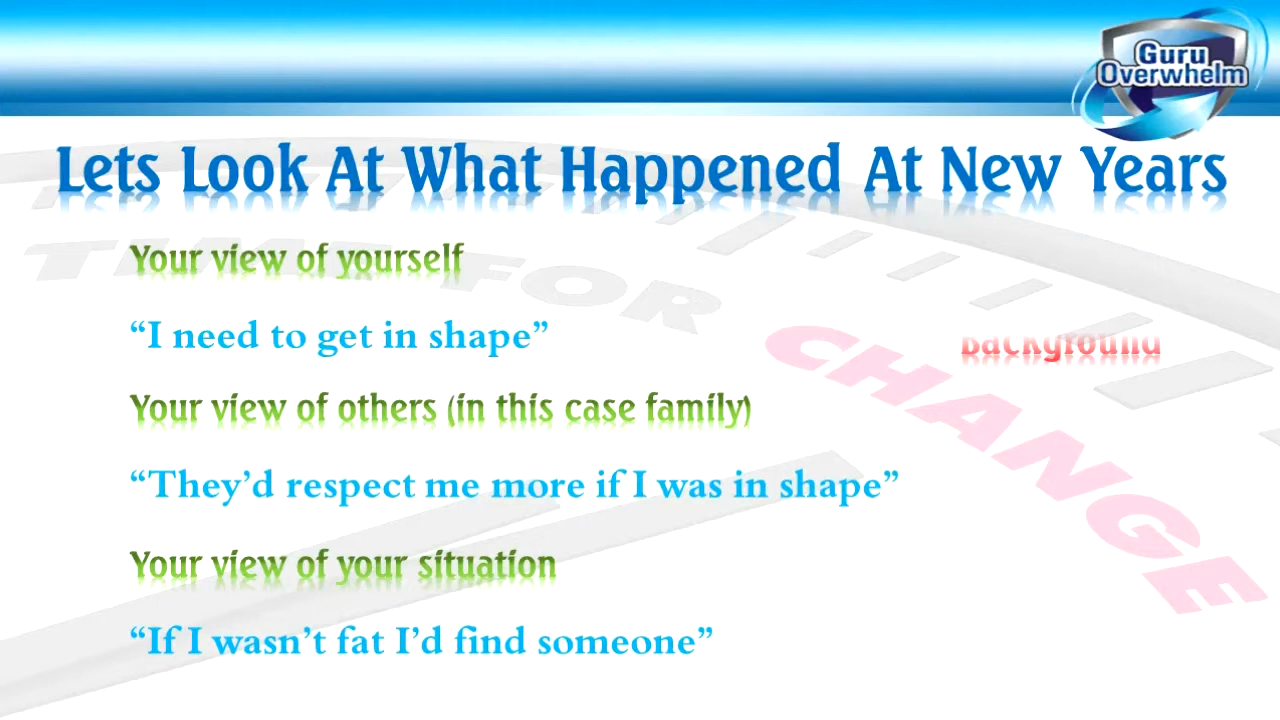 Guru
Overwhelm
Lets Look At What Happened At New Years
TIME FOR CHANGE
Your view of yourself
“I need to get in shape”
Background
Your view of others (in this case family)
“They’d respect me more if I was in shape”
Your view of your situation
“If I wasn’t fat I’d find someone”